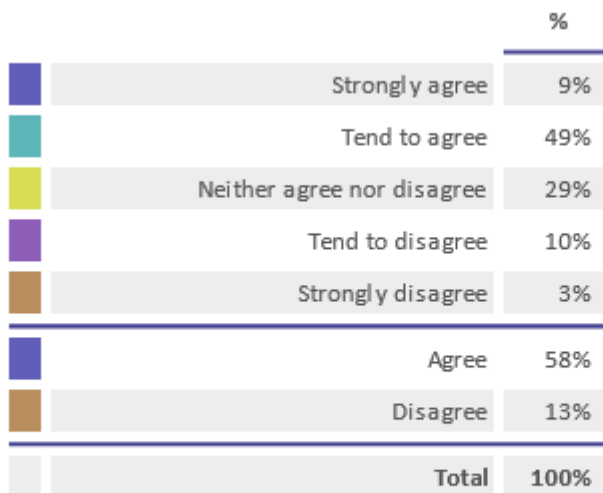 %
Strongly agree 9%
Tend to agree 49%
Neither agree nor disagree 29%
Tend to disagree 10%
Strongly disagree 3%
Agree 58%
Disagree 13%
Total 100%